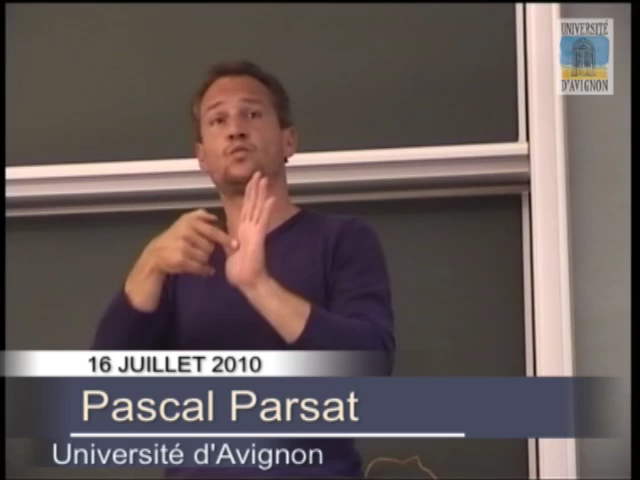 UNIVERSITÉ
D'AVIGNON
16 JUILLET 2010
Pascal Parsat
Université d'Avignon